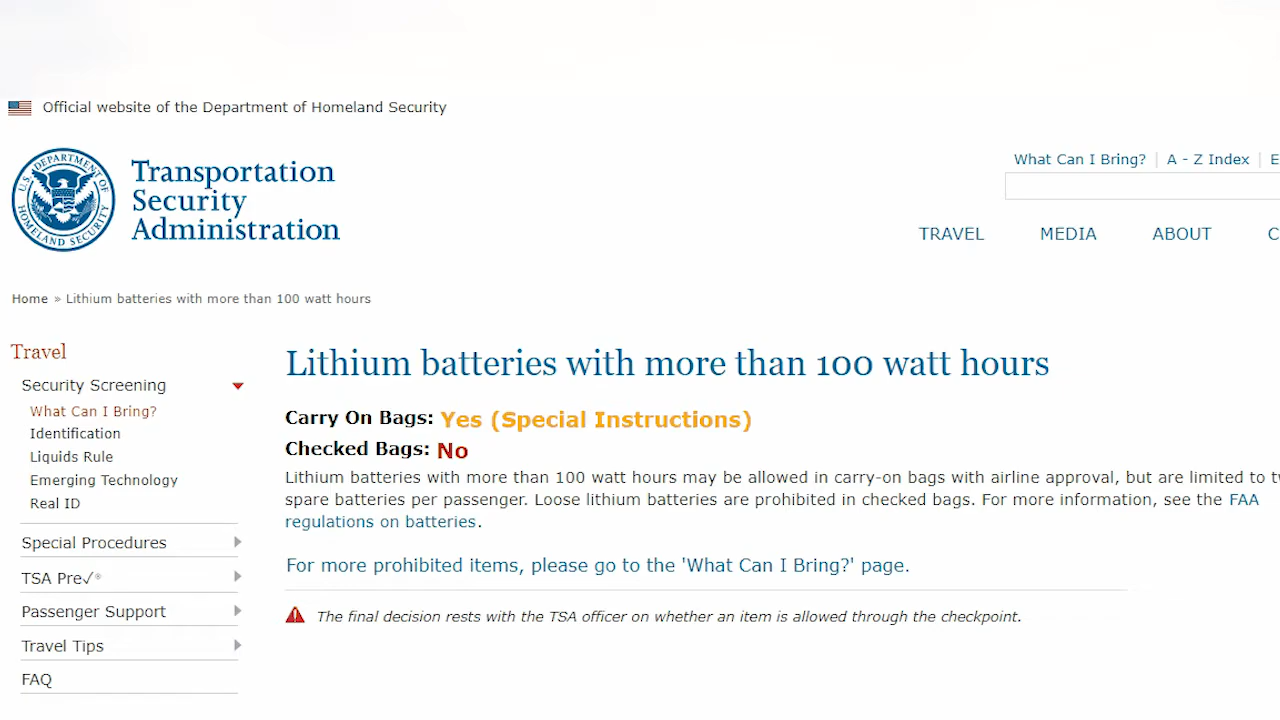 Official website of the Department of Homeland Security
U.S. DEPARTMENT OF HOMELAND SECURITY
Transportation
Security
Administration
What Can I Bring? | A - Z Index | E
TRAVEL MEDIA ABOUT C
Home » Lithium batteries with more than 100 watt hours
Travel
Security Screening
What Can I Bring?
Identification
Liquids Rule
Emerging Technology
Real ID
Special Procedures
TSA Pre✓®
Passenger Support
Travel Tips
FAQ
Lithium batteries with more than 100 watt hours
Carry On Bags: Yes (Special Instructions)
Checked Bags: No
Lithium batteries with more than 100 watt hours may be allowed in carry-on bags with airline approval, but are limited to
spare batteries per passenger. Loose lithium batteries are prohibited in checked bags. For more information, see the FAA
regulations on batteries.
For more prohibited items, please go to the 'What Can I Bring?' page.
The final decision rests with the TSA officer on whether an item is allowed through the checkpoint.